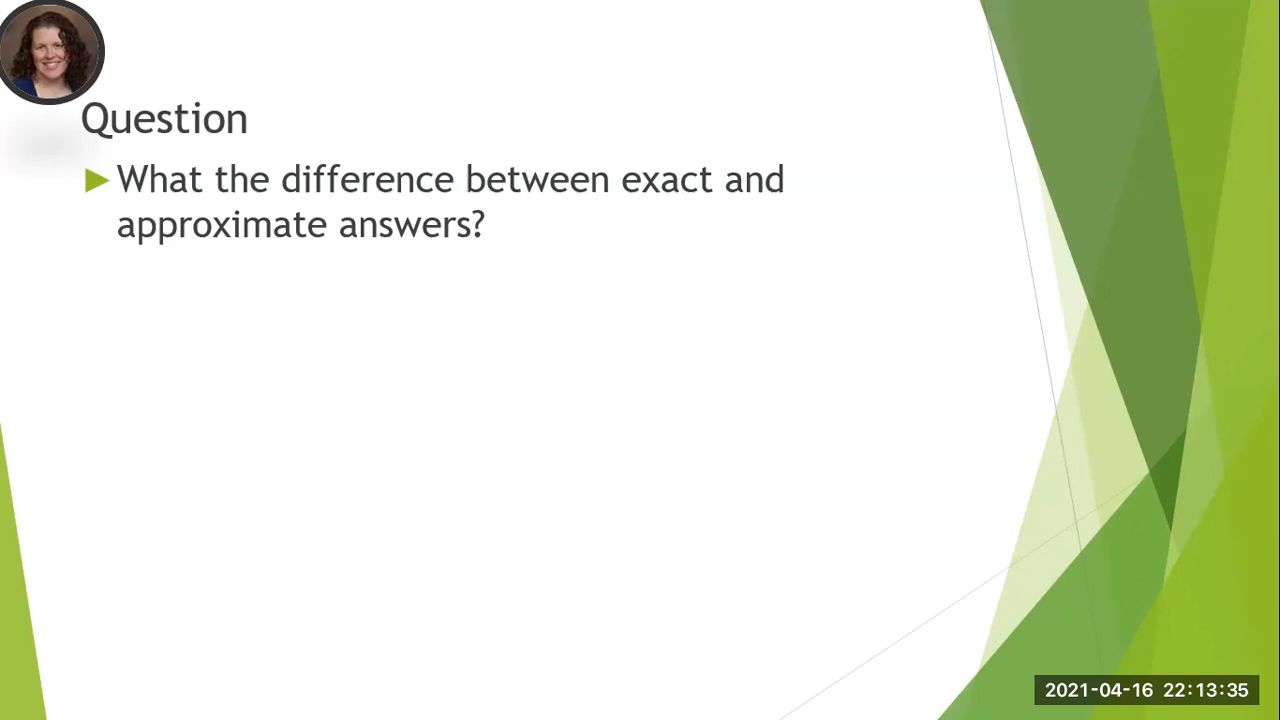 Question
What the difference between exact and
approximate answers?
2021-04-16 22:13:35